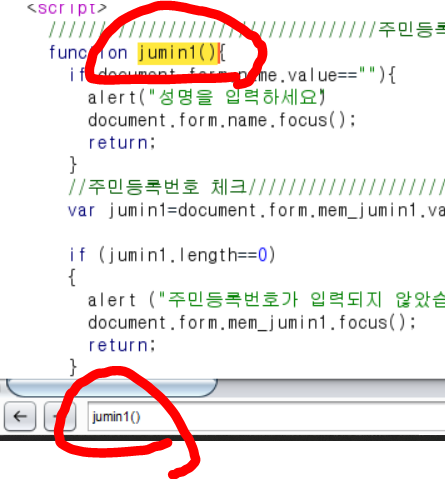 <script>
/////////////////////////////////주민등록
function jumin1(){
if document.form.name.value==""){
alert("성명을 입력하세요")
document.form.name.focus();
return;
}
//주민등록번호 체크////////////////////
var jumin1=document.form.mem_jumin1.va
if (jumin1.length==0)
{
alert ("주민등록번호가 입력되지 않았습
document.form.mem_jumin1.focus();
return;
}
jumin1()